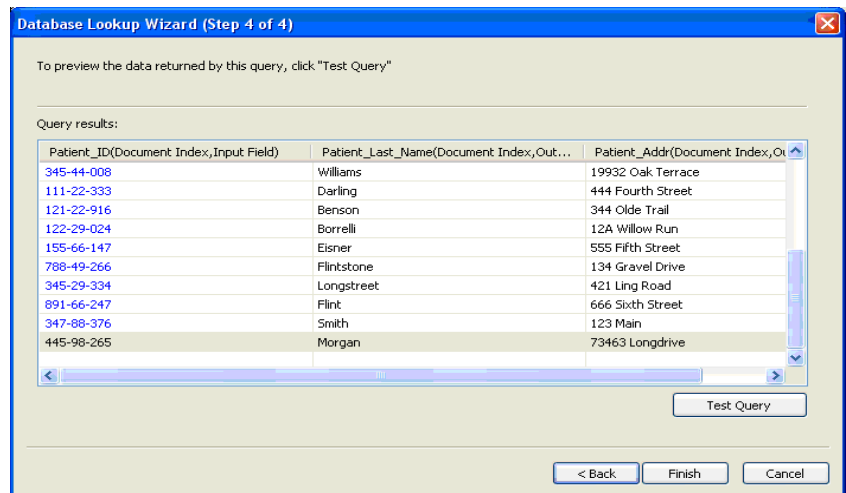 Database Lookup Wizard (Step 4 of 4)
To preview the data returned by this query, click "Test Query"
Query results:
Patient_ID(Document Index,Input Field) Patient_Last_Name(Document Index,Out... Patient_Addr(Document Index,Ou
345-44-008 Williams 19932 Oak Terrace
111-22-333 Darling 444 Fourth Street
121-22-916 Benson 344 Olde Trail
122-29-024 Borrelli 12A Willow Run
155-66-147 Eisner 555 Fifth Street
788-49-266 Flintstone 134 Gravel Drive
345-29-334 Longstreet 421 Ling Road
891-66-247 Flint 666 Sixth Street
347-88-376 Smith 123 Main
445-98-265 Morgan 73463 Longdrive
Test Query
< Back Finish Cancel